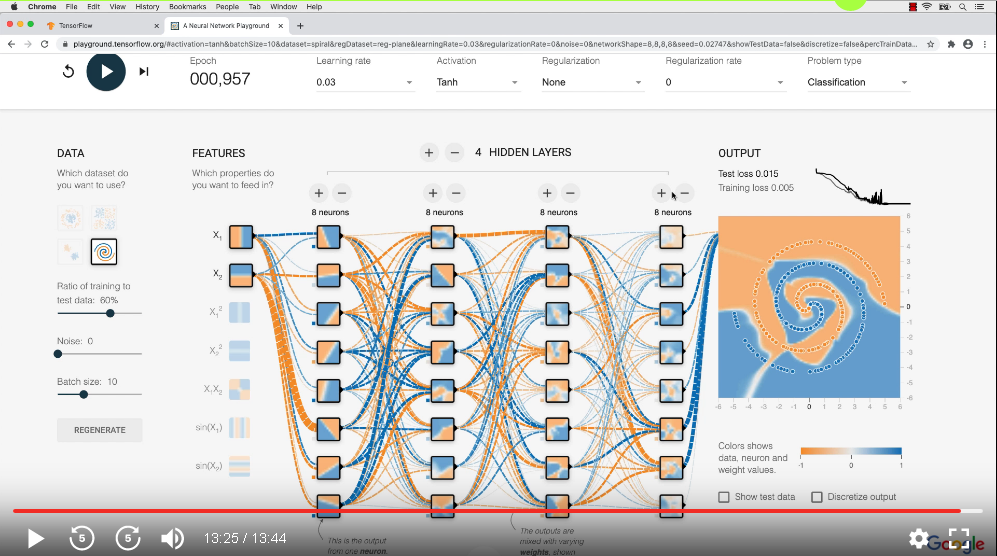 Chrome File Edit View History Bookmarks People Tab Window Help
TensorFlow
A Neural Network Playground
playground.tensorflow.org/#activation=tanh&batchSize=10&dataset=spiral&regDataset=reg-plane&learningRate=0.03&regularizationRate=0&noise=0&networkShape=8,8,8,8&seed=0.02747&showTestData=false&discretize=false&percTrainData...
Epoch
000,957
Learning rate
0.03
Activation
Tanh
Regularization
None
Regularization rate
0
Problem type
Classification
DATA
Which dataset do
you want to use?
Ratio of training to
test data: 60%
Noise: 0
Batch size: 10
REGENERATE
FEATURES
Which properties do
you want to feed in?
X1
X2
X1²
X2²
X1X2
sin(X1)
sin(X2)
+ − 4 HIDDEN LAYERS
+ − + − + − + −
8 neurons 8 neurons 8 neurons 8 neurons
This is the output
from one neuron.
The outputs are
mixed with varying
weights, shown
OUTPUT
Test loss 0.015
Training loss 0.005
6
5
4
3
2
1
0
-1
-2
-3
-4
-5
-6
-6 -5 -4 -3 -2 -1 0 1 2 3 4 5 6
Colors shows
data, neuron and
weight values.
-1 0 1
Show test data Discretize output
5 5 13:25 / 13:44
Google